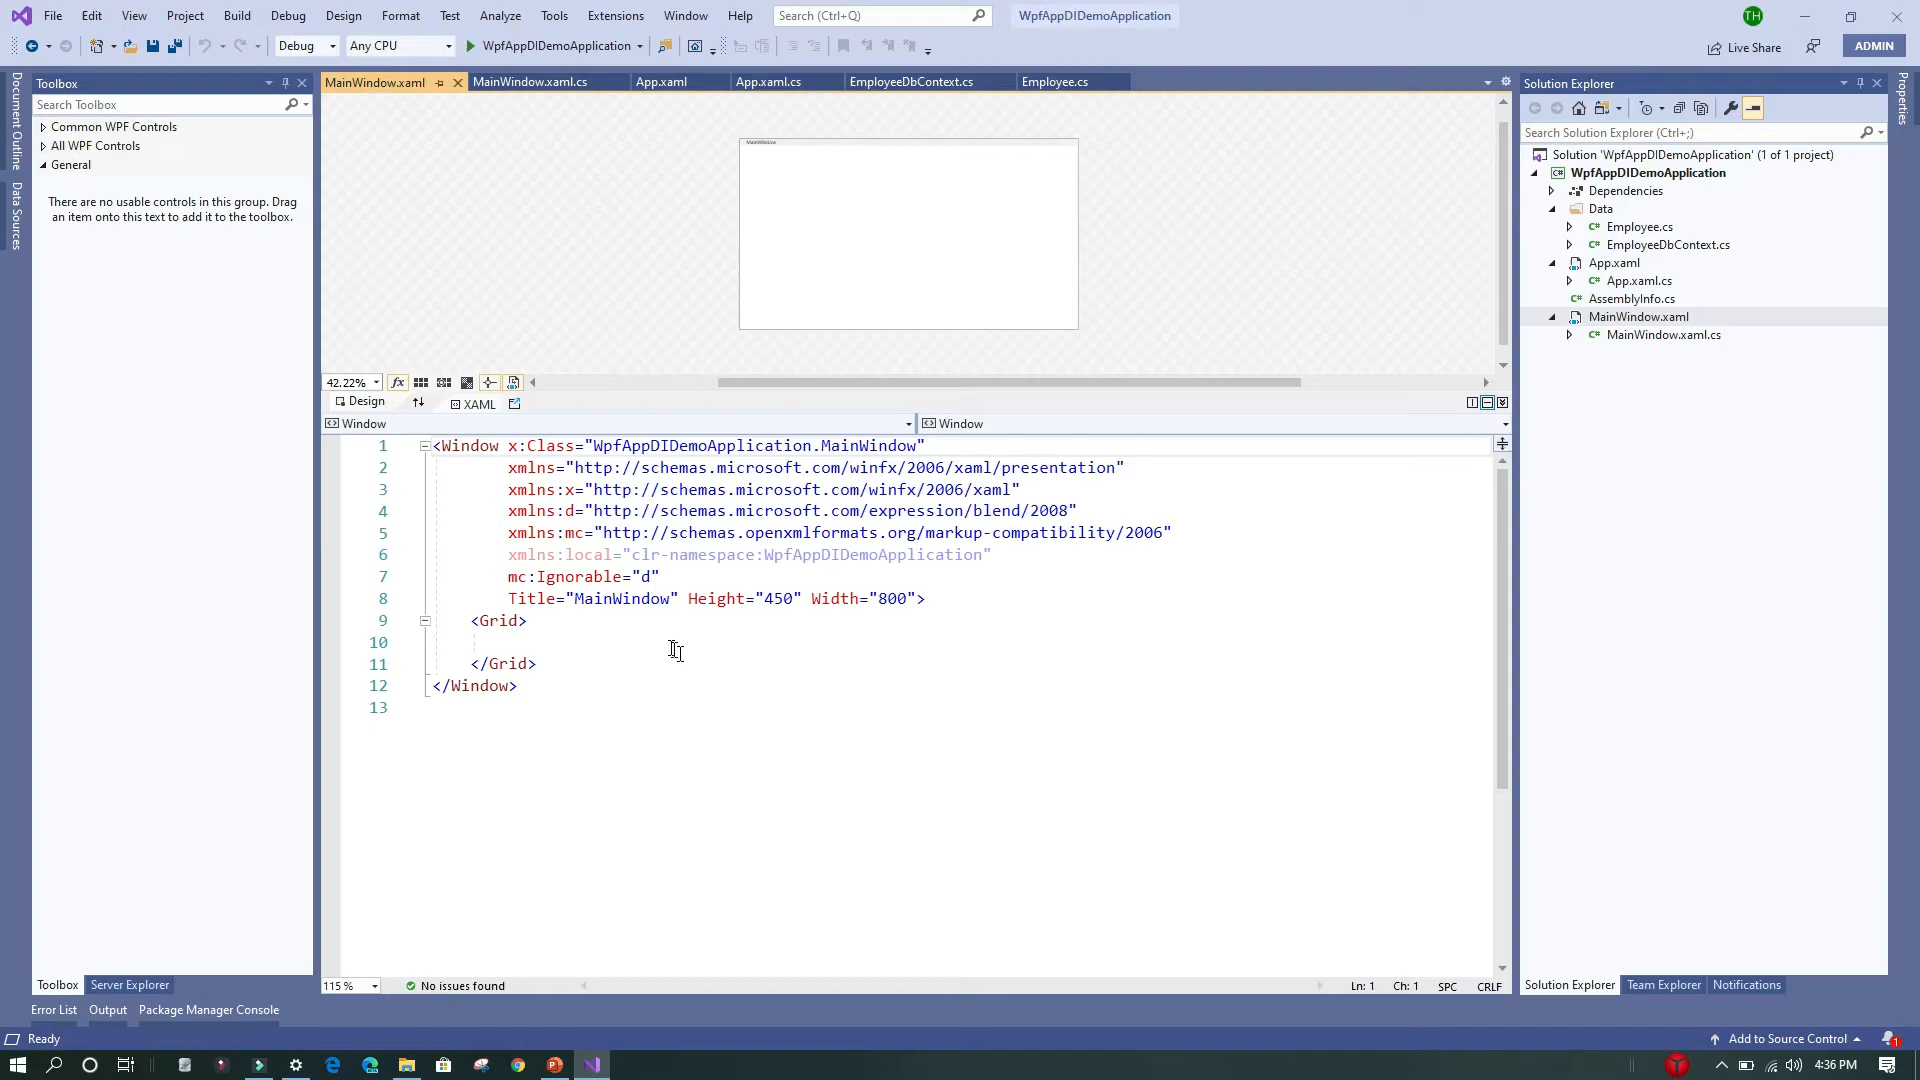 File Edit View Project Build Debug Design Format Test Analyze Tools Extensions Window Help Search (Ctrl+Q) WpfAppDIDemoApplication TH
Debug Any CPU WpfAppDIDemoApplication Live Share ADMIN
Document Outline
Data Sources
Toolbox
Search Toolbox
Common WPF Controls
All WPF Controls
General
There are no usable controls in this group. Drag
an item onto this text to add it to the toolbox.
Toolbox Server Explorer
MainWindow.xaml MainWindow.xaml.cs App.xaml App.xaml.cs EmployeeDbContext.cs Employee.cs
MainWindow
42.22% fx
Design XAML
Window Window
1 <Window x:Class="WpfAppDIDemoApplication.MainWindow"
2 xmlns="http://schemas.microsoft.com/winfx/2006/xaml/presentation"
3 xmlns:x="http://schemas.microsoft.com/winfx/2006/xaml"
4 xmlns:d="http://schemas.microsoft.com/expression/blend/2008"
5 xmlns:mc="http://schemas.openxmlformats.org/markup-compatibility/2006"
6 xmlns:local="clr-namespace:WpfAppDIDemoApplication"
7 mc:Ignorable="d"
8 Title="MainWindow" Height="450" Width="800">
9 <Grid>
10
11 </Grid>
12 </Window>
13
115 % No issues found Ln: 1 Ch: 1 SPC CRLF
Solution Explorer
Search Solution Explorer (Ctrl+;)
Solution 'WpfAppDIDemoApplication' (1 of 1 project)
WpfAppDIDemoApplication
Dependencies
Data
C# Employee.cs
C# EmployeeDbContext.cs
App.xaml
C# App.xaml.cs
C# AssemblyInfo.cs
MainWindow.xaml
C# MainWindow.xaml.cs
Solution Explorer Team Explorer Notifications
Properties
Error List Output Package Manager Console
Ready Add to Source Control 1
4:36 PM